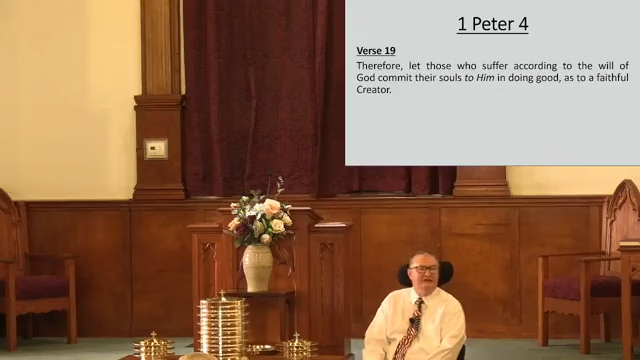 1 Peter 4
Verse 19
Therefore, let those who suffer according to the will of
God commit their souls to Him in doing good, as to a faithful
Creator.